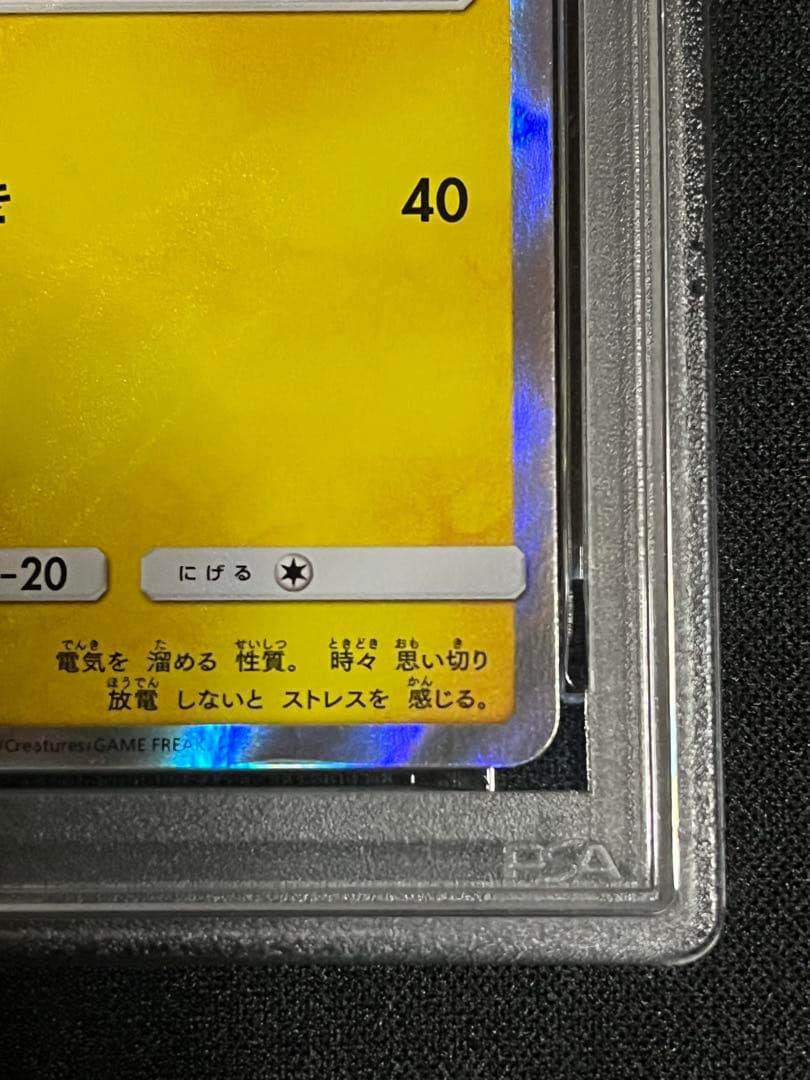 き 40
-20 にげる
でんき た せいしつ ときどき おも き
電気を 溜める 性質。 時々 思い切り
ほうでん かん
放電 しないと ストレスを 感じる。
/Creatures/GAME FREAK
PSA